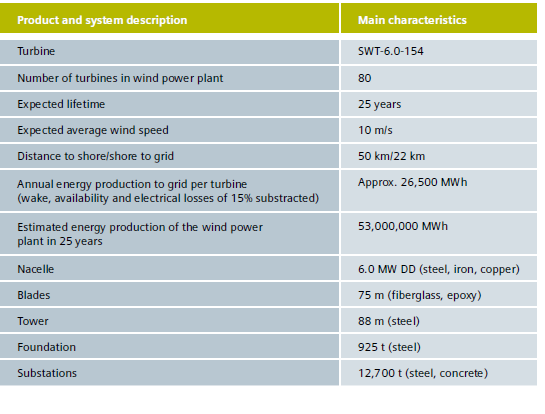 Product and system description Main characteristics
Turbine SWT-6.0-154
Number of turbines in wind power plant 80
Expected lifetime 25 years
Expected average wind speed 10 m/s
Distance to shore/shore to grid 50 km/22 km
Annual energy production to grid per turbine Approx. 26,500 MWh
(wake, availability and electrical losses of 15% substracted)
Estimated energy production of the wind power 53,000,000 MWh
plant in 25 years
Nacelle 6.0 MW DD (steel, iron, copper)
Blades 75 m (fiberglass, epoxy)
Tower 88 m (steel)
Foundation 925 t (steel)
Substations 12,700 t (steel, concrete)